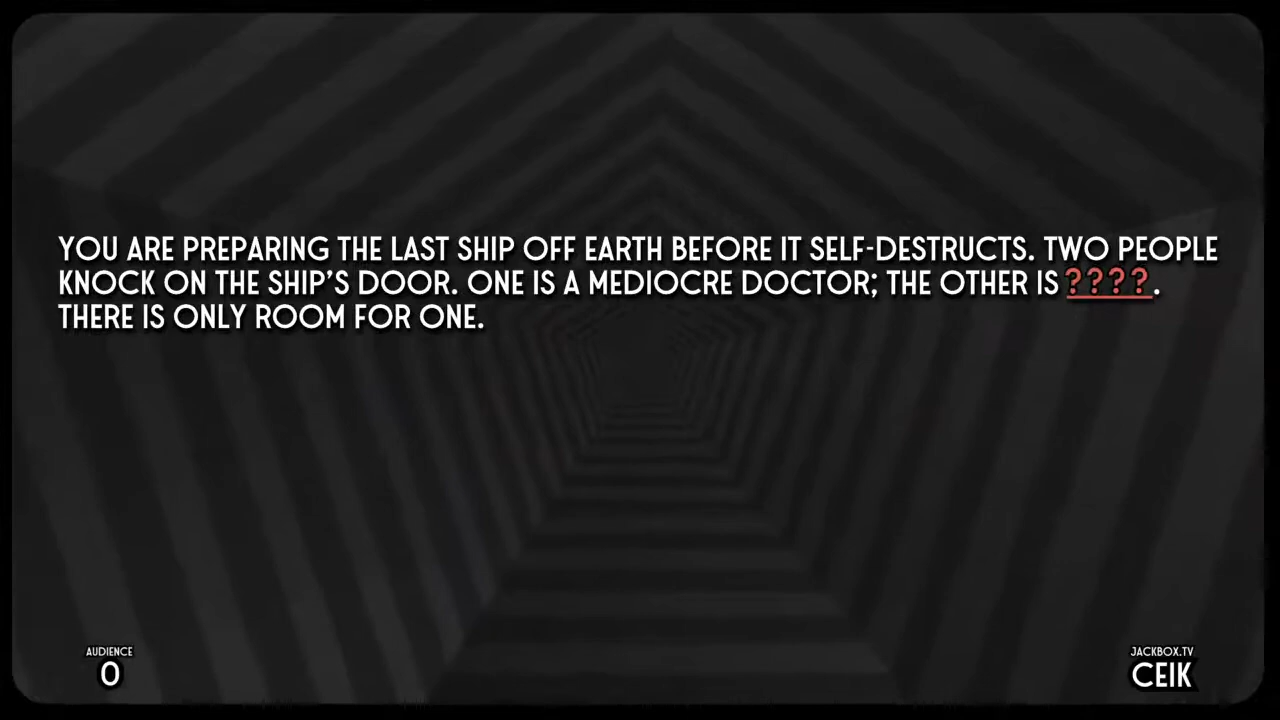 YOU ARE PREPARING THE LAST SHIP OFF EARTH BEFORE IT SELF-DESTRUCTS. TWO PEOPLE
KNOCK ON THE SHIP'S DOOR. ONE IS A MEDIOCRE DOCTOR; THE OTHER IS ????.
THERE IS ONLY ROOM FOR ONE.
AUDIENCE
0
JACKBOX.TV
CEIK